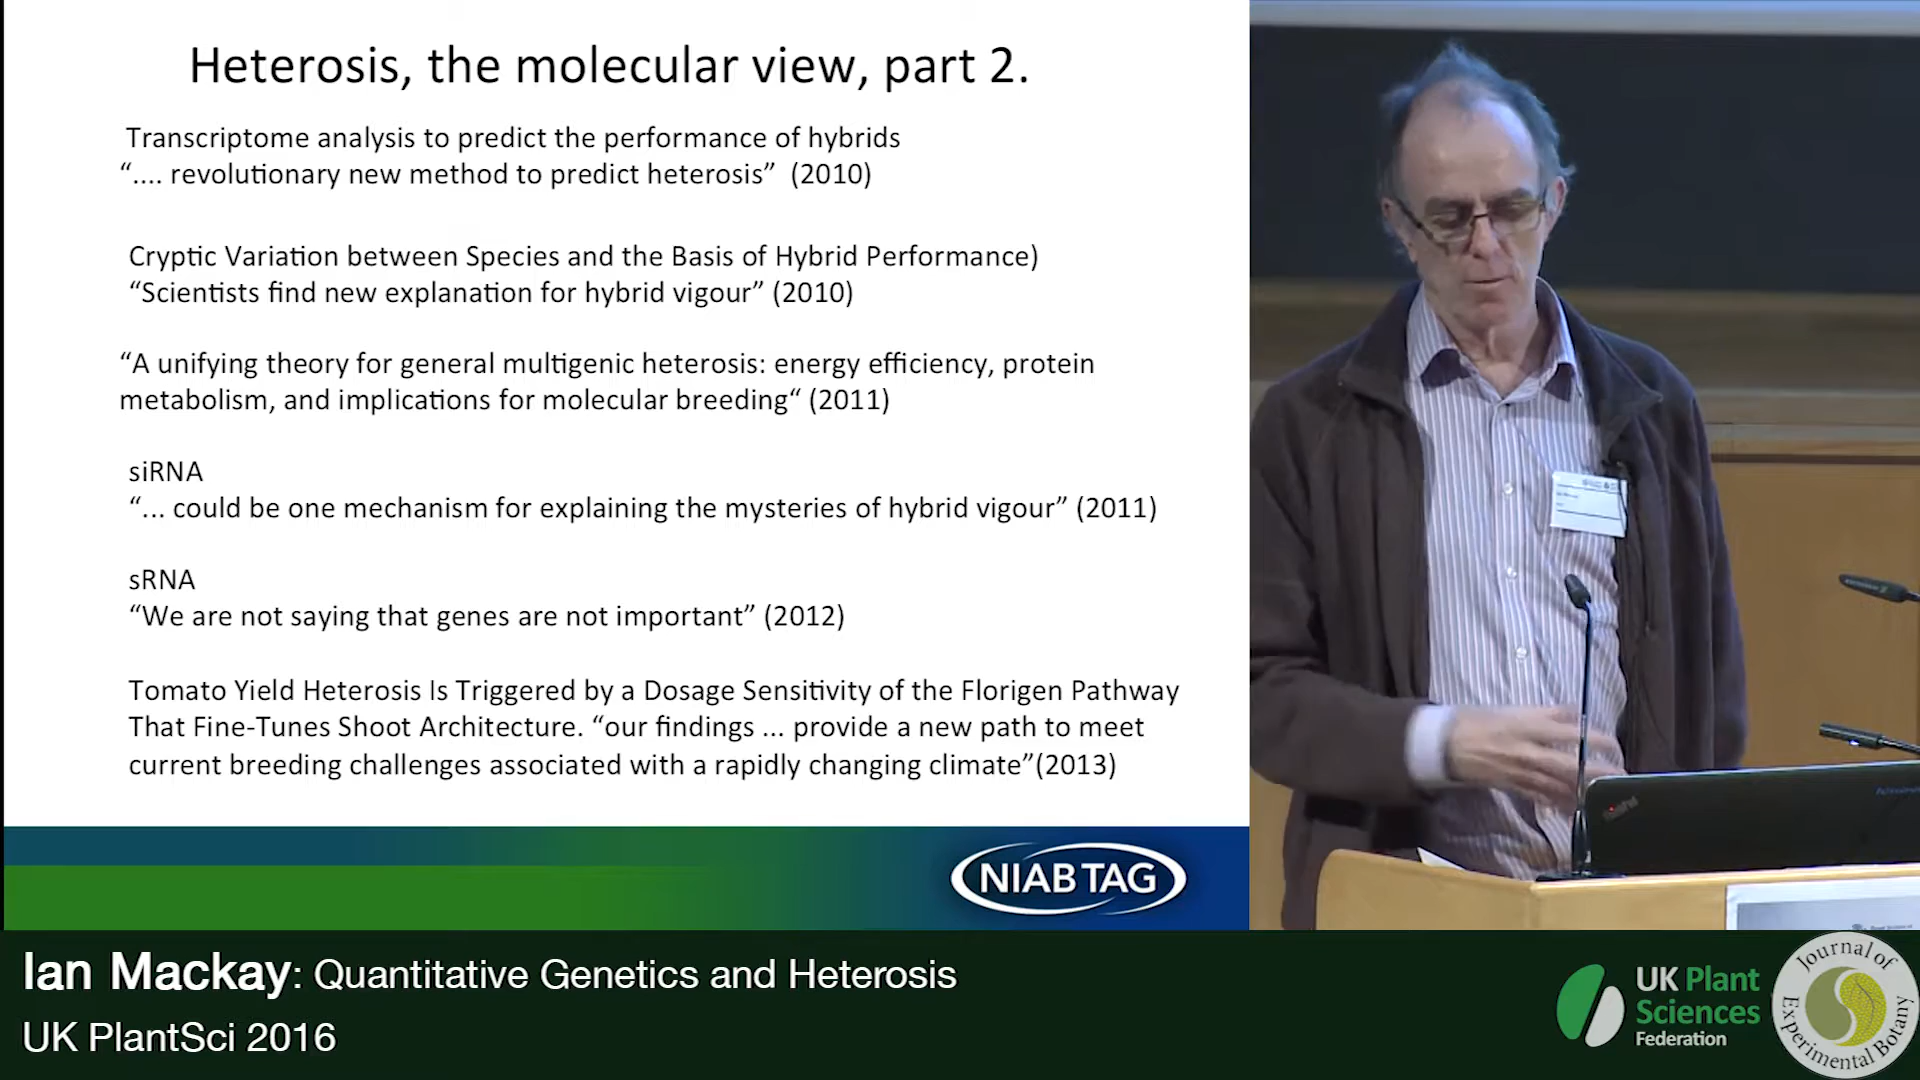 Heterosis, the molecular view, part 2.
Transcriptome analysis to predict the performance of hybrids
“.... revolutionary new method to predict heterosis” (2010)
Cryptic Variation between Species and the Basis of Hybrid Performance)
“Scientists find new explanation for hybrid vigour” (2010)
“A unifying theory for general multigenic heterosis: energy efficiency, protein
metabolism, and implications for molecular breeding“ (2011)
siRNA
“... could be one mechanism for explaining the mysteries of hybrid vigour” (2011)
sRNA
“We are not saying that genes are not important” (2012)
Tomato Yield Heterosis Is Triggered by a Dosage Sensitivity of the Florigen Pathway
That Fine-Tunes Shoot Architecture. “our findings ... provide a new path to meet
current breeding challenges associated with a rapidly changing climate”(2013)
NIAB TAG
Ian Mackay: Quantitative Genetics and Heterosis
UK PlantSci 2016
UK Plant
Sciences
Federation
Journal of
Experimental Botany